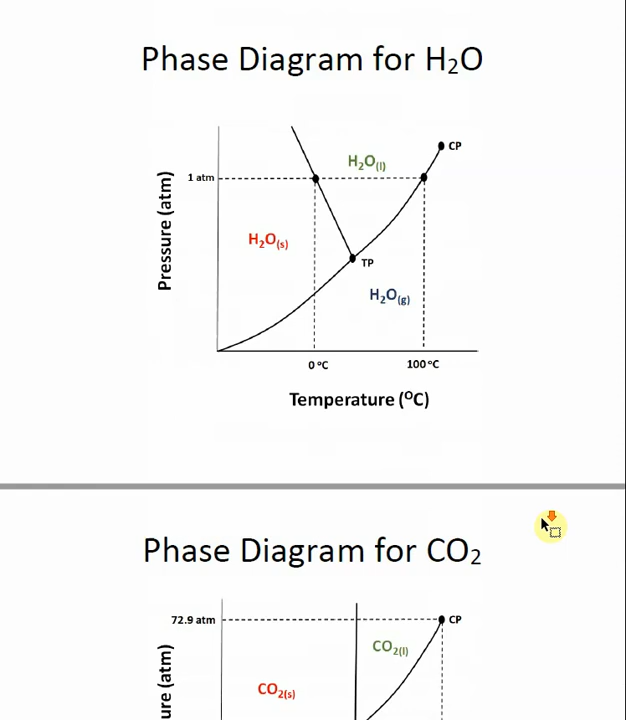 Phase Diagram for H₂O
CP
H₂O₍ₗ₎
1 atm
Pressure (atm)
H₂O₍ₛ₎
TP
H₂O₍g₎
0 °C
100 °C
Temperature (⁰C)
Phase Diagram for CO₂
72.9 atm
CP
CO₂₍ₗ₎
CO₂₍ₛ₎
ure (atm)